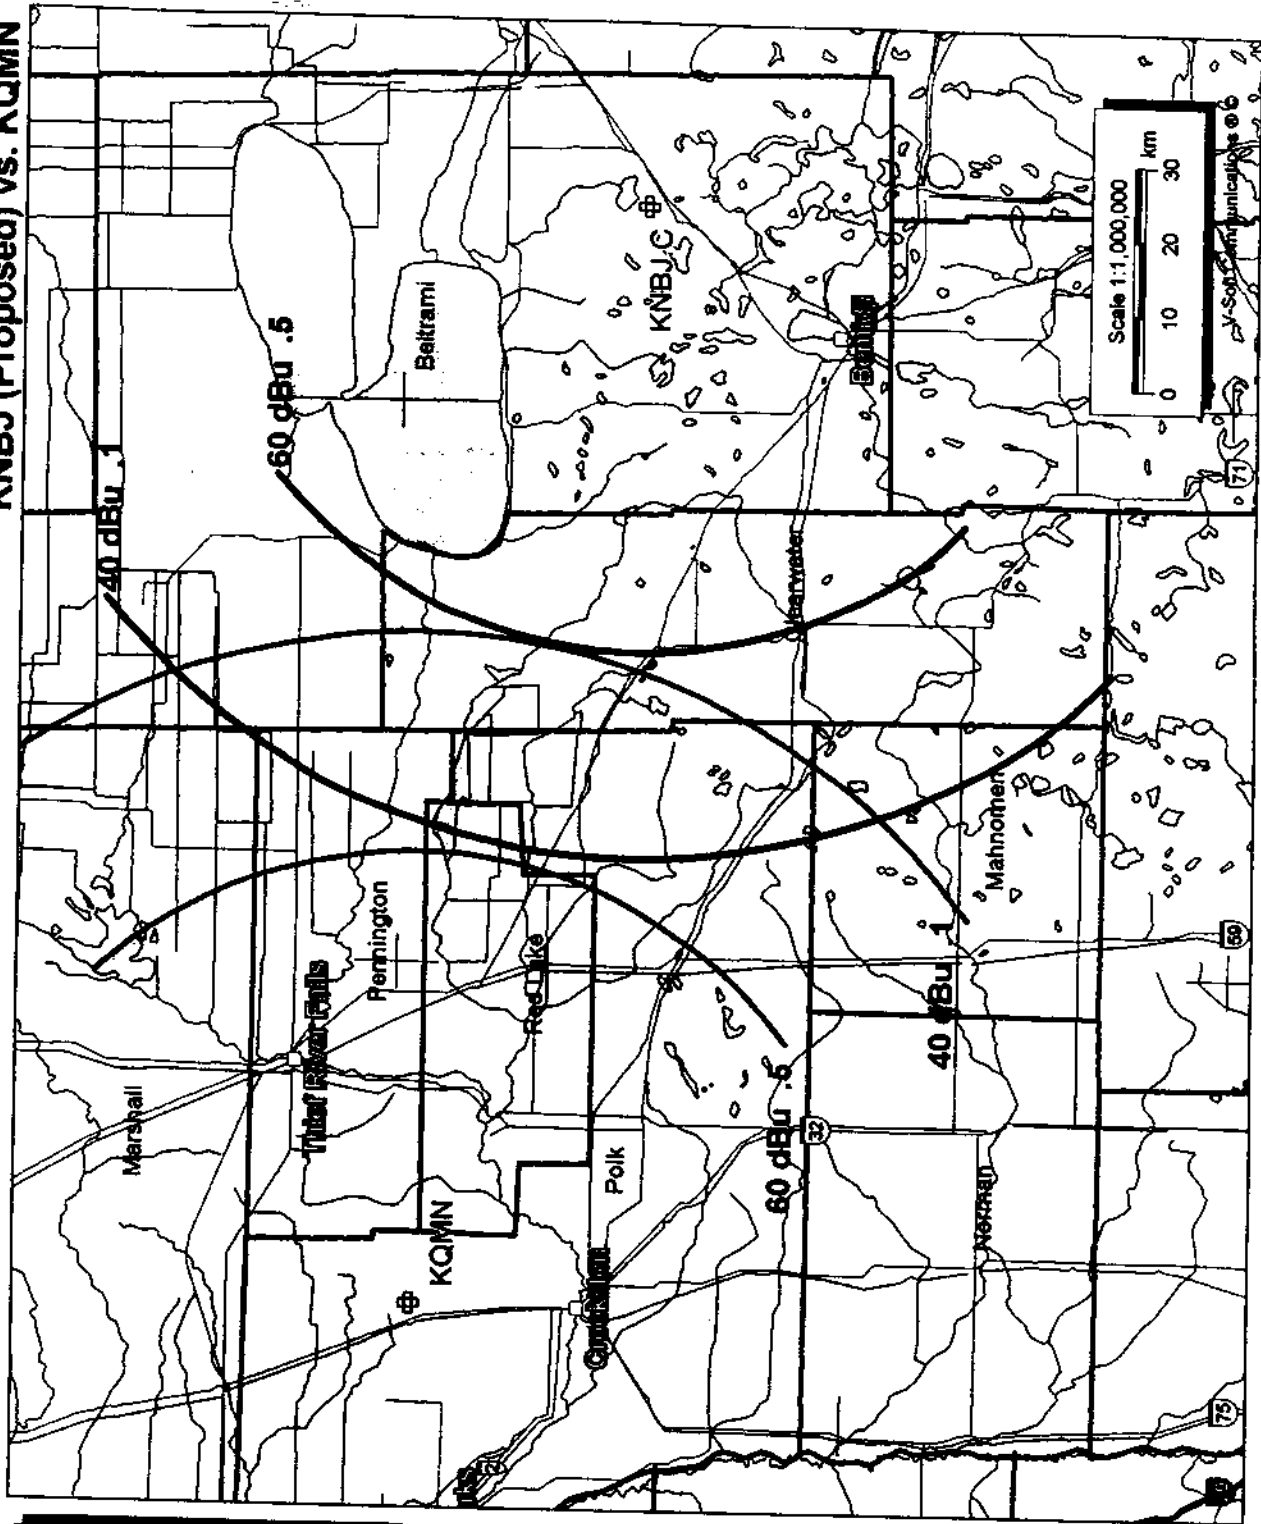 KNBJ (Proposed) vs. KQMN
40 dBu .1
60 dBu .5
Beltrami
KNBJ.C
Bemidji
Clearwater
Marshall
Thief River Falls
Pennington
Red Lake
KQMN
Crookston
Polk
60 dBu .5
40 dBu .1
Mahnomen
Norman
32
59
71
75
Scale 1:1,000,000
0 10 20 30 km
V-Soft Communications ® ©